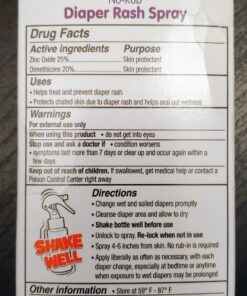 No-Rub
Diaper Rash Spray
Drug Facts
Active ingredients Purpose
Zinc Oxide 25% Skin protectant
Dimethicone 20% Skin protectant
Uses
• Helps treat and prevent diaper rash
• Protects chafed skin due to diaper rash and helps seal out wetness
Warnings
For external use only
When using this product • do not get into eyes
Stop use and ask a doctor if • condition worsens
• symptoms last more than 7 days or clear up and occur again within a
few days
Keep out of reach of children. If swallowed, get medical help or contact a
Poison Control Center right away
Directions
• Change wet and soiled diapers promptly
• Cleanse diaper area and allow to dry
• Shake bottle well before use
• Unlock to spray. Re-lock when not in use
• Spray 4-6 inches from skin. No rub-in is required
• Apply liberally as often as necessary, with each
diaper change, especially at bedtime or anytime
when exposure to wet diapers may be prolonged
SHAKE
WELL
Other information • Store at 59° F - 87° F